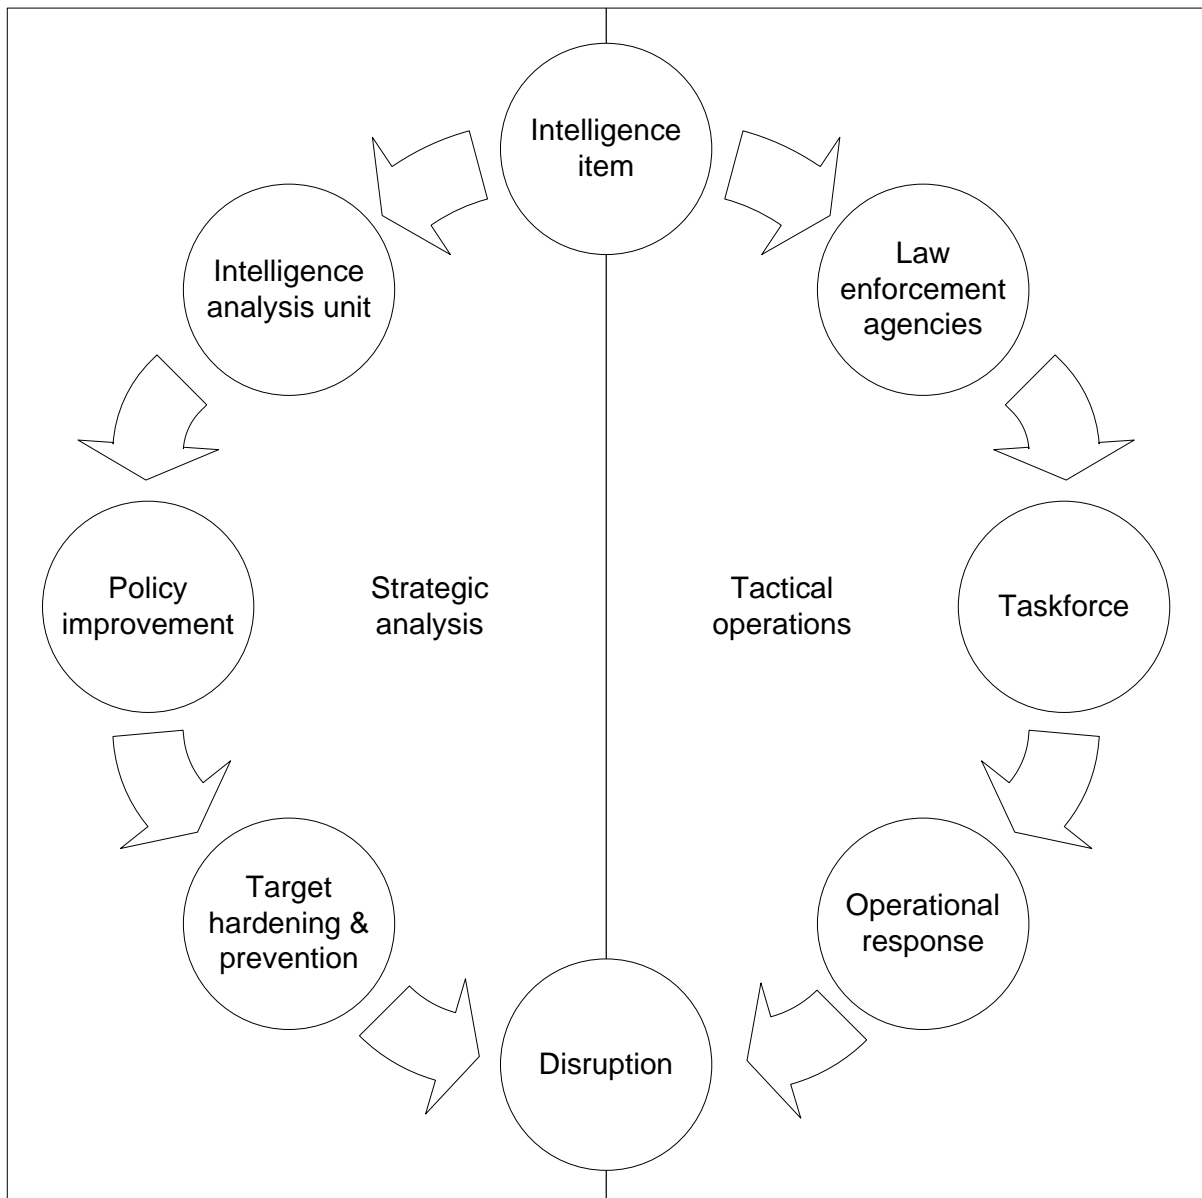 Intelligence
item
Intelligence
analysis unit
Law
enforcement
agencies
Policy
improvement
Strategic
analysis
Tactical
operations
Taskforce
Target
hardening &
prevention
Operational
response
Disruption